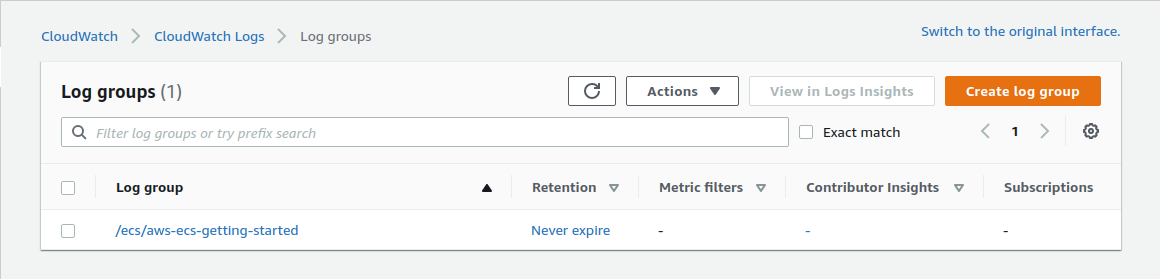 CloudWatch CloudWatch Logs Log groups
Switch to the original interface.
Log groups (1)
Actions
View in Logs Insights
Create log group
Filter log groups or try prefix search
Exact match
1
Log group Retention Metric filters Contributor Insights Subscriptions
/ecs/aws-ecs-getting-started Never expire - - -